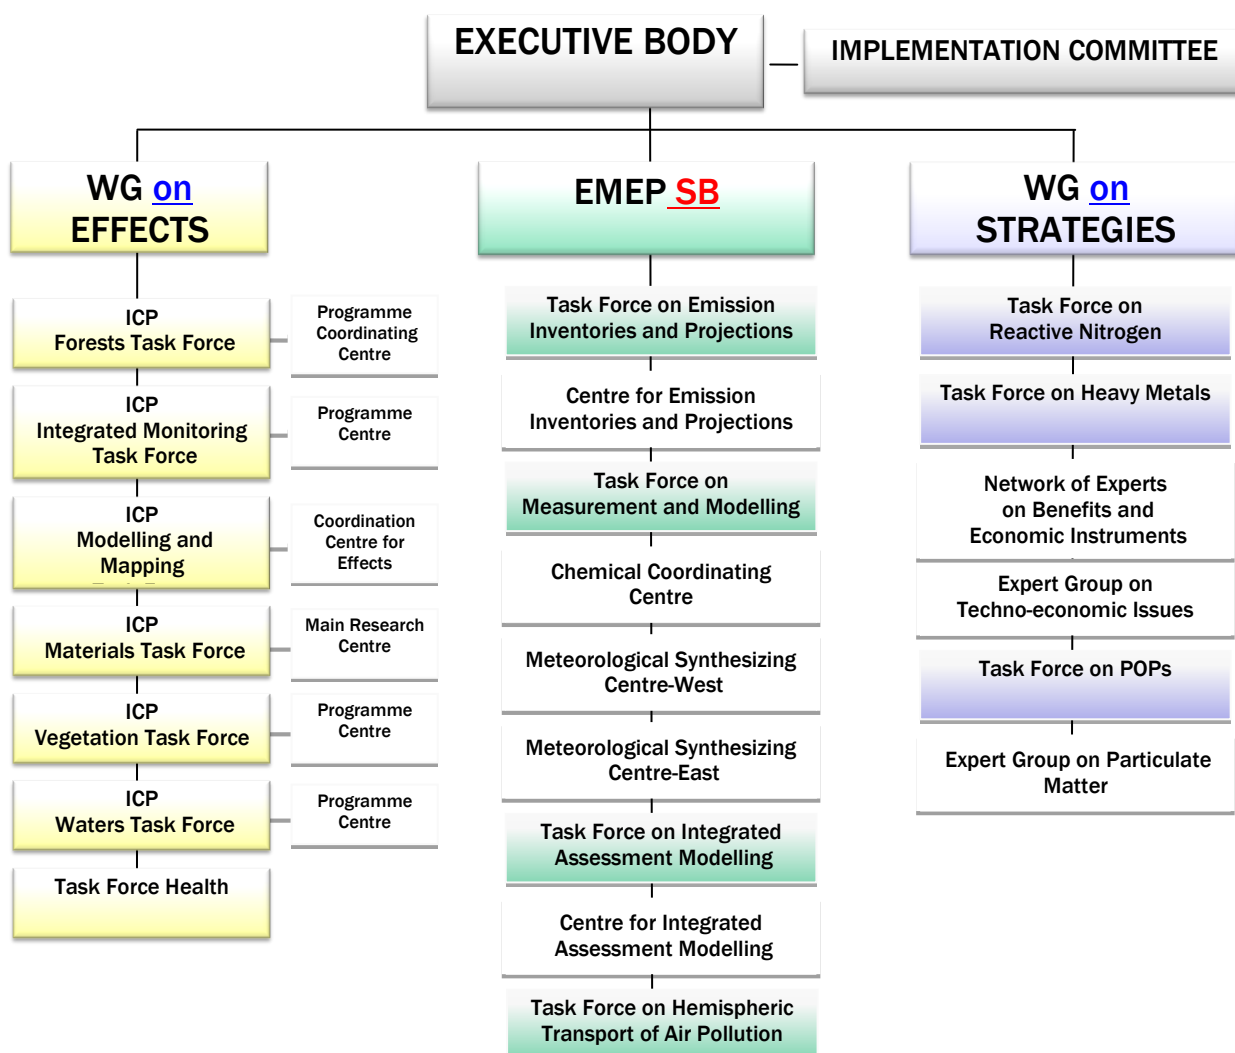 EXECUTIVE BODY
IMPLEMENTATION COMMITTEE
WG on
EFFECTS
ICP
Forests Task Force
Programme
Coordinating
Centre
ICP
Integrated Monitoring
Task Force
Programme
Centre
ICP
Modelling and
Mapping
Coordination
Centre for
Effects
ICP
Materials Task Force
Main Research
Centre
ICP
Vegetation Task Force
Programme
Centre
ICP
Waters Task Force
Programme
Centre
Task Force Health
EMEP SB
Task Force on Emission
Inventories and Projections
Centre for Emission
Inventories and Projections
Task Force on
Measurement and Modelling
Chemical Coordinating
Centre
Meteorological Synthesizing
Centre-West
Meteorological Synthesizing
Centre-East
Task Force on Integrated
Assessment Modelling
Centre for Integrated
Assessment Modelling
Task Force on Hemispheric
Transport of Air Pollution
WG on
STRATEGIES
Task Force on
Reactive Nitrogen
Task Force on Heavy Metals
Network of Experts
on Benefits and
Economic Instruments
Expert Group on
Techno-economic Issues
Task Force on POPs
Expert Group on Particulate
Matter